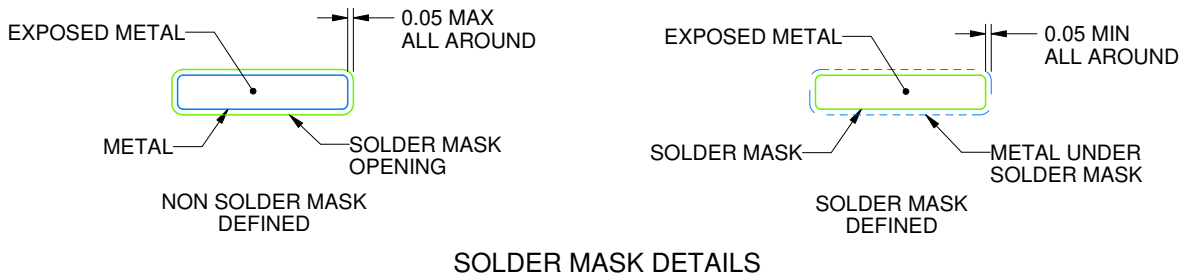 EXPOSED METAL
0.05 MAX
ALL AROUND
METAL
SOLDER MASK
OPENING
NON SOLDER MASK
DEFINED
EXPOSED METAL
0.05 MIN
ALL AROUND
SOLDER MASK
METAL UNDER
SOLDER MASK
SOLDER MASK
DEFINED
SOLDER MASK DETAILS